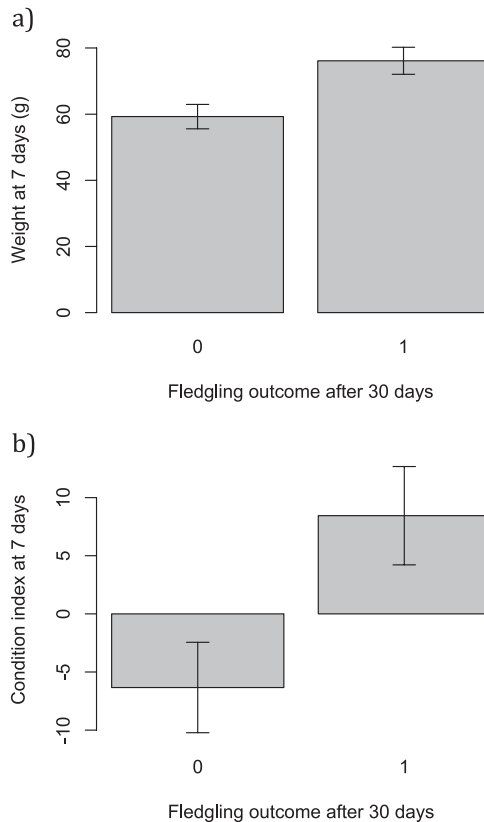 a)
Weight at 7 days (g)
80
60
40
20
0
0 1
Fledgling outcome after 30 days
b)
Condition index at 7 days
10
5
0
-5
-10
0 1
Fledgling outcome after 30 days